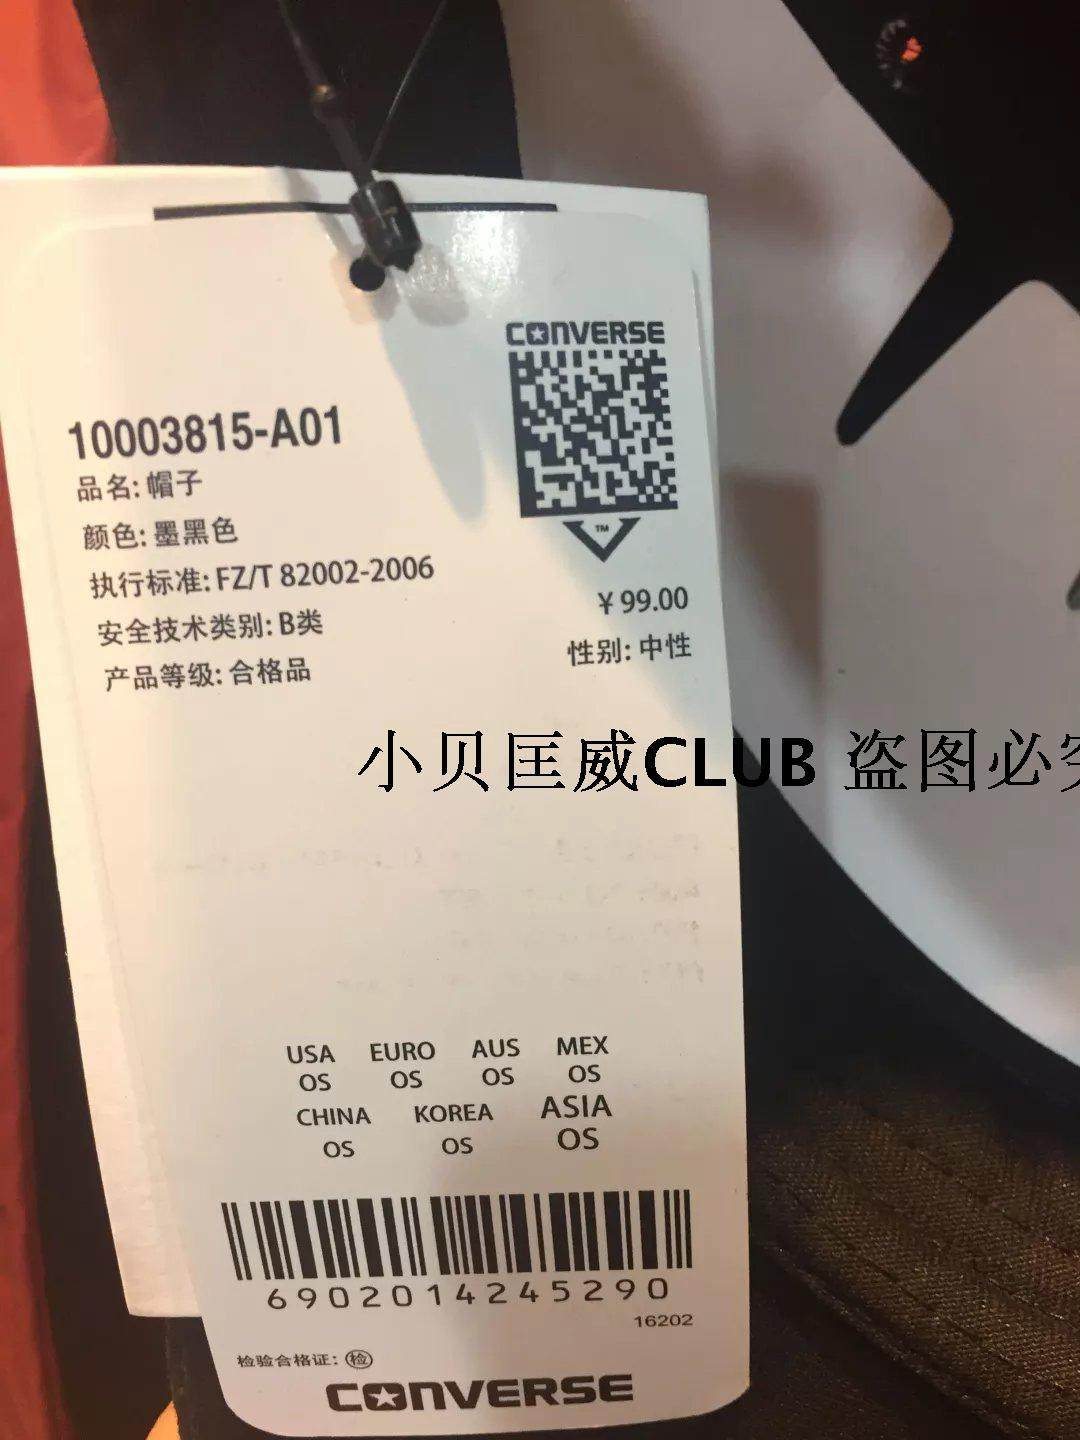 CONVERSE
10003815-A01
品名: 帽子
颜色: 墨黑色
执行标准: FZ/T 82002-2006
安全技术类别: B类
产品等级: 合格品
TM
¥ 99.00
性别: 中性
小贝匡威CLUB 盗图必究
USA EURO AUS MEX
OS OS OS OS
CHINA KOREA ASIA
OS OS OS
6902014245290
16202
检验合格证: 检
CONVERSE